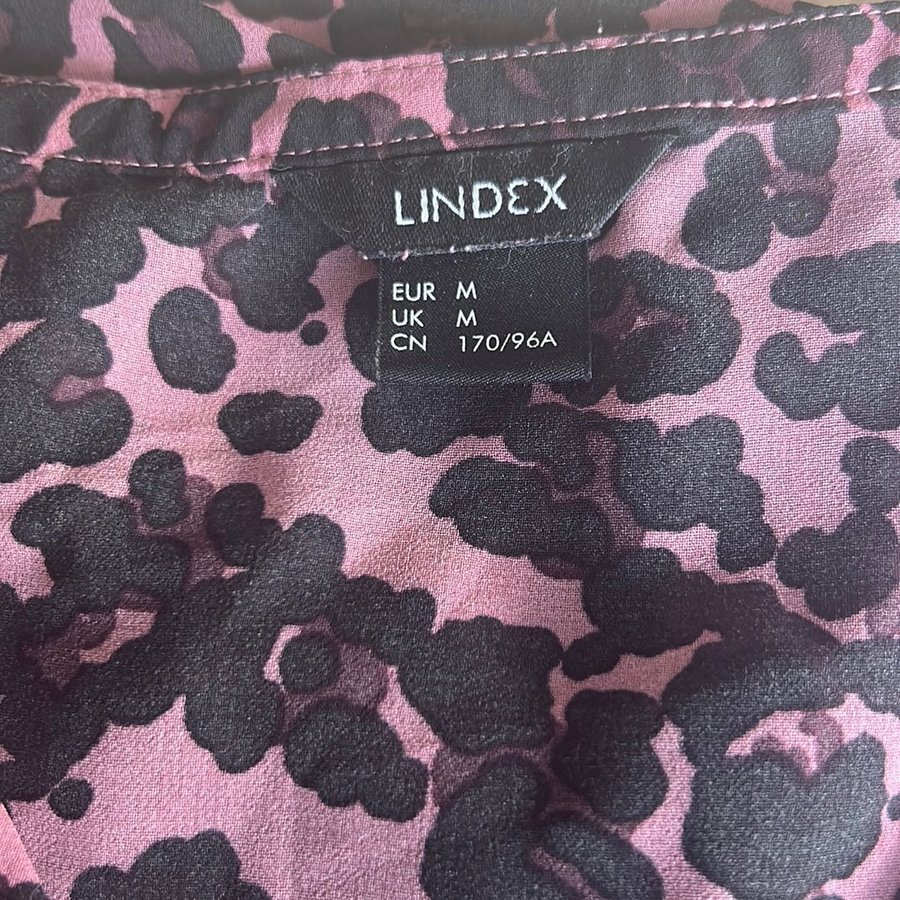 LINDEX
EUR M
UK M
CN 170/96A